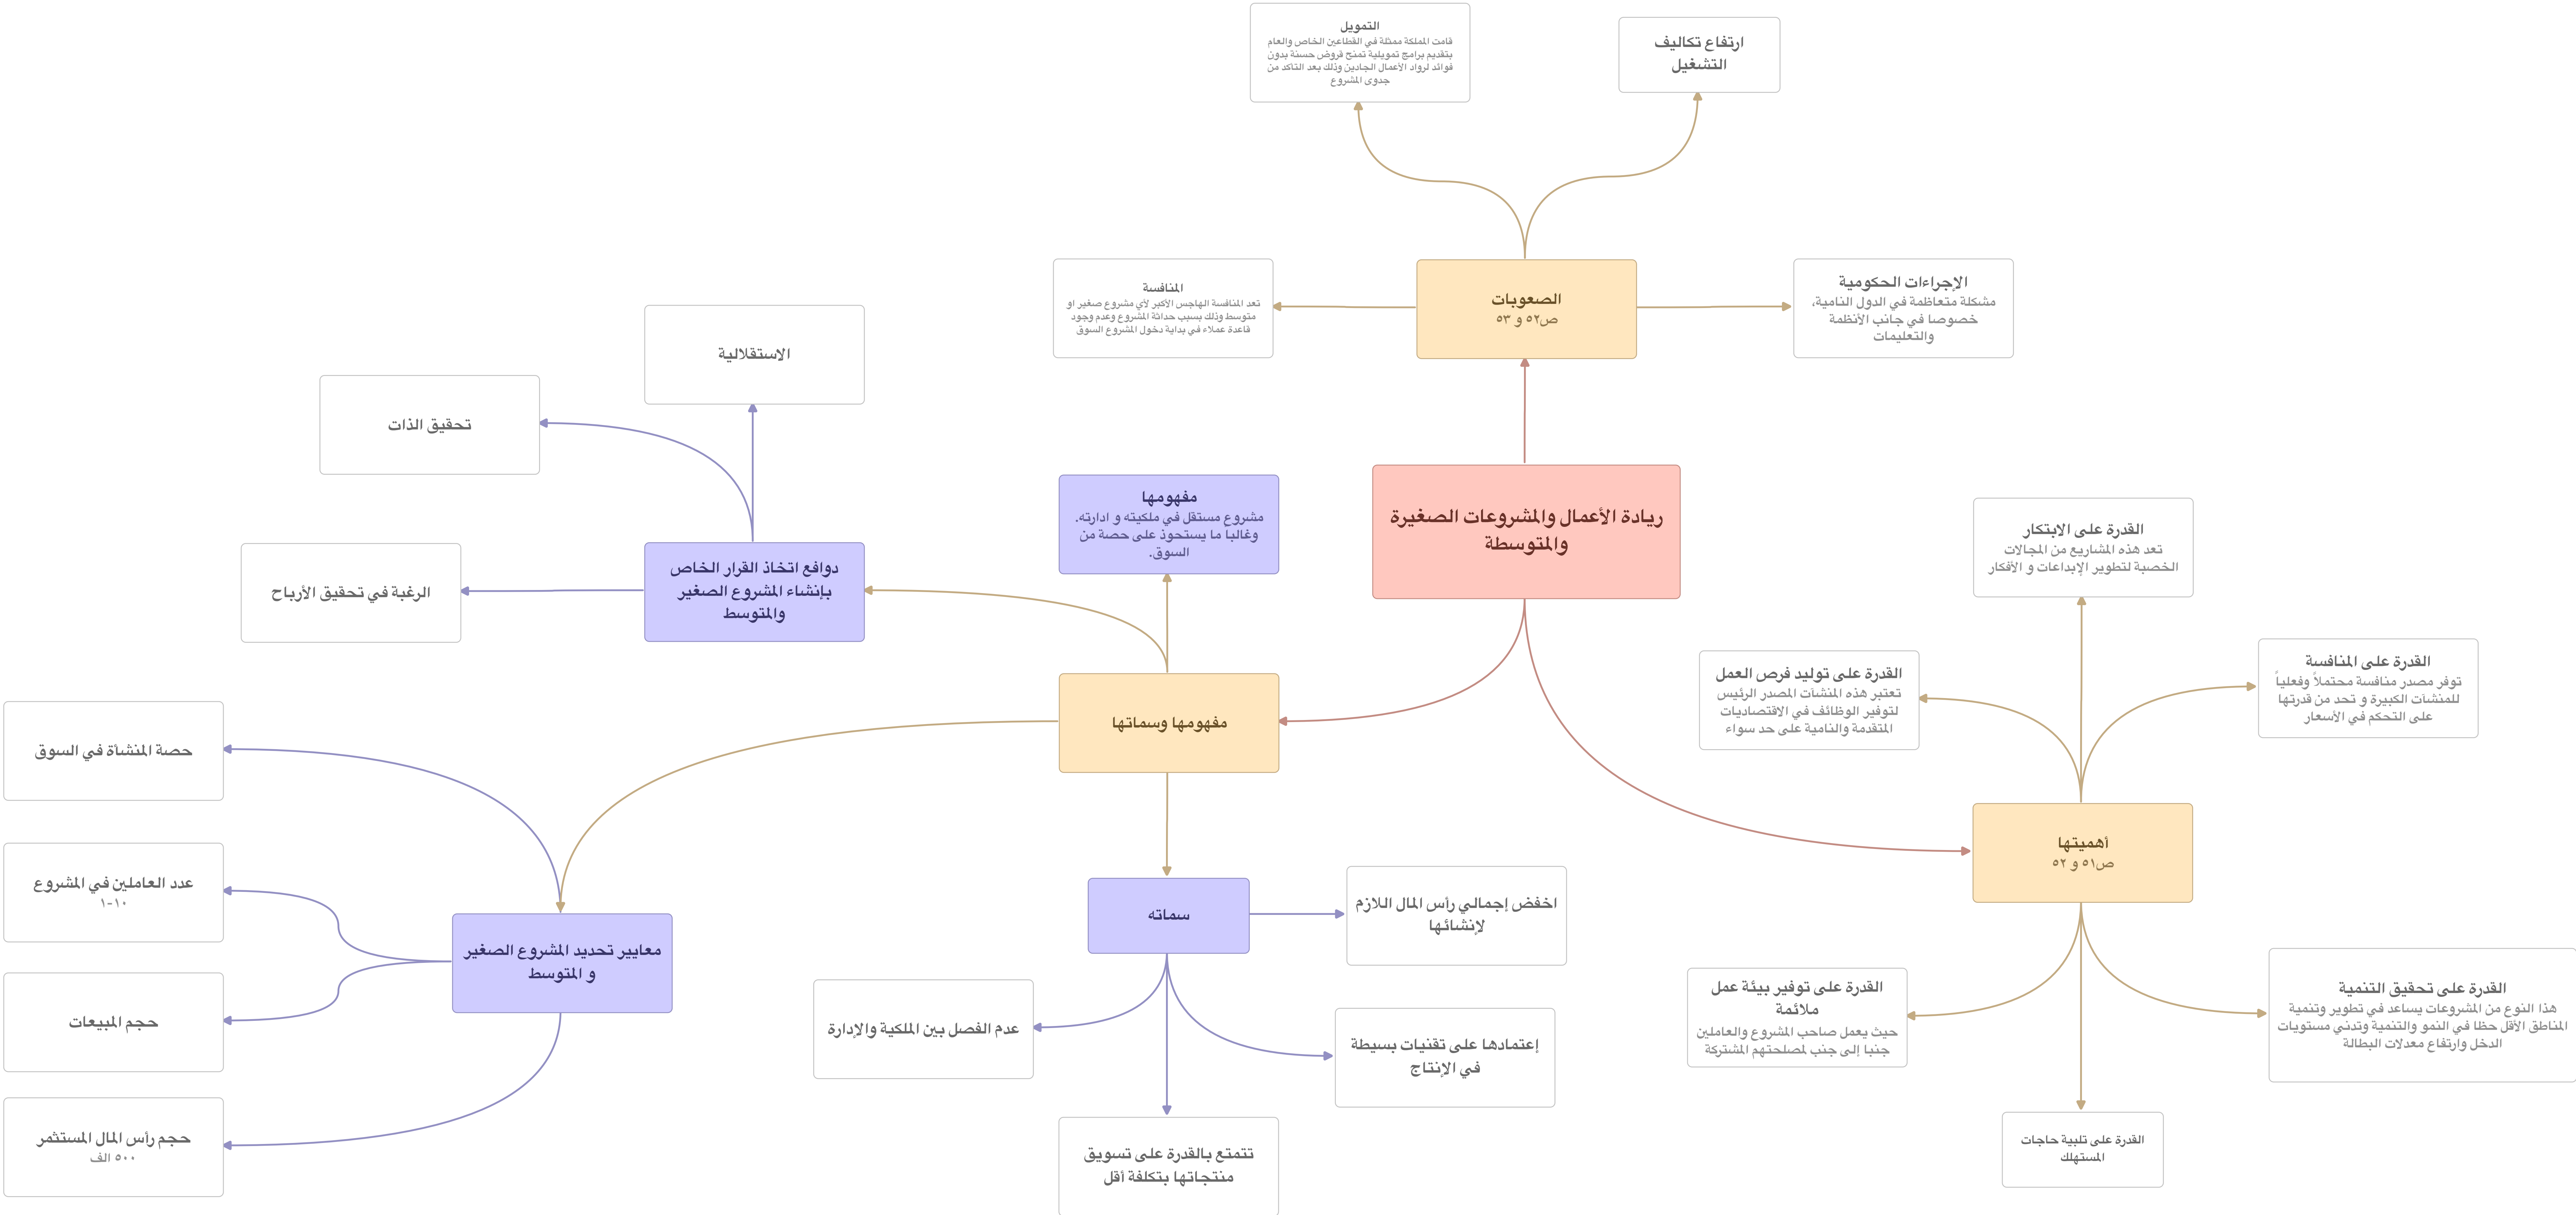 التمويل
قامت المملكة ممثلة في القطاعين الخاص والعام
بتقديم برامج تمويلية تمنح قروض حسنة بدون
فوائد لرواد الأعمال الجادين وذلك بعد التأكد من
جدوى المشروع
ارتفاع تكاليف
التشغيل
المنافسة
تعد المنافسة الهاجس الأكبر لأي مشروع صغير او
متوسط وذلك بسبب حداثة المشروع وعدم وجود
قاعدة عملاء في بداية دخول المشروع السوق
الصعوبات
ص٥٢ و ٥٣
الإجراءات الحكومية
مشكلة متعاظمة في الدول النامية،
خصوصا في جانب الأنظمة
والتعليمات
ريادة الأعمال والمشروعات الصغيرة
والمتوسطة
مفهومها
مشروع مستقل في ملكيته و ادارته.
وغالبا ما يستحوذ على حصة من
السوق.
الاستقلالية
تحقيق الذات
الرغبة في تحقيق الأرباح
دوافع اتخاذ القرار الخاص
بإنشاء المشروع الصغير
والمتوسط
مفهومها وسماتها
القدرة على الابتكار
تعد هذه المشاريع من المجالات
الخصبة لتطوير الإبداعات و الأفكار
القدرة على المنافسة
توفر مصدر منافسة محتملاً وفعلياً
للمنشآت الكبيرة و تحد من قدرتها
على التحكم في الأسعار
القدرة على توليد فرص العمل
تعتبر هذه المنشآت المصدر الرئيس
لتوفير الوظائف في الاقتصاديات
المتقدمة والنامية على حد سواء
أهميتها
ص٥١ و ٥٢
القدرة على تحقيق التنمية
هذا النوع من المشروعات يساعد في تطوير وتنمية
المناطق الأقل حظا في النمو والتنمية وتدني مستويات
الدخل وارتفاع معدلات البطالة
القدرة على توفير بيئة عمل
ملائمة
حيث يعمل صاحب المشروع والعاملين
جنبا إلى جنب لمصلحتهم المشتركة
القدرة على تلبية حاجات
المستهلك
سماته
اخفض إجمالي رأس المال اللازم
لإنشائها
إعتمادها على تقنيات بسيطة
في الإنتاج
تتمتع بالقدرة على تسويق
منتجاتها بتكلفة أقل
عدم الفصل بين الملكية والإدارة
معايير تحديد المشروع الصغير
و المتوسط
حصة المنشأة في السوق
عدد العاملين في المشروع
١-١٠
حجم المبيعات
حجم رأس المال المستثمر
٥٠٠ الف